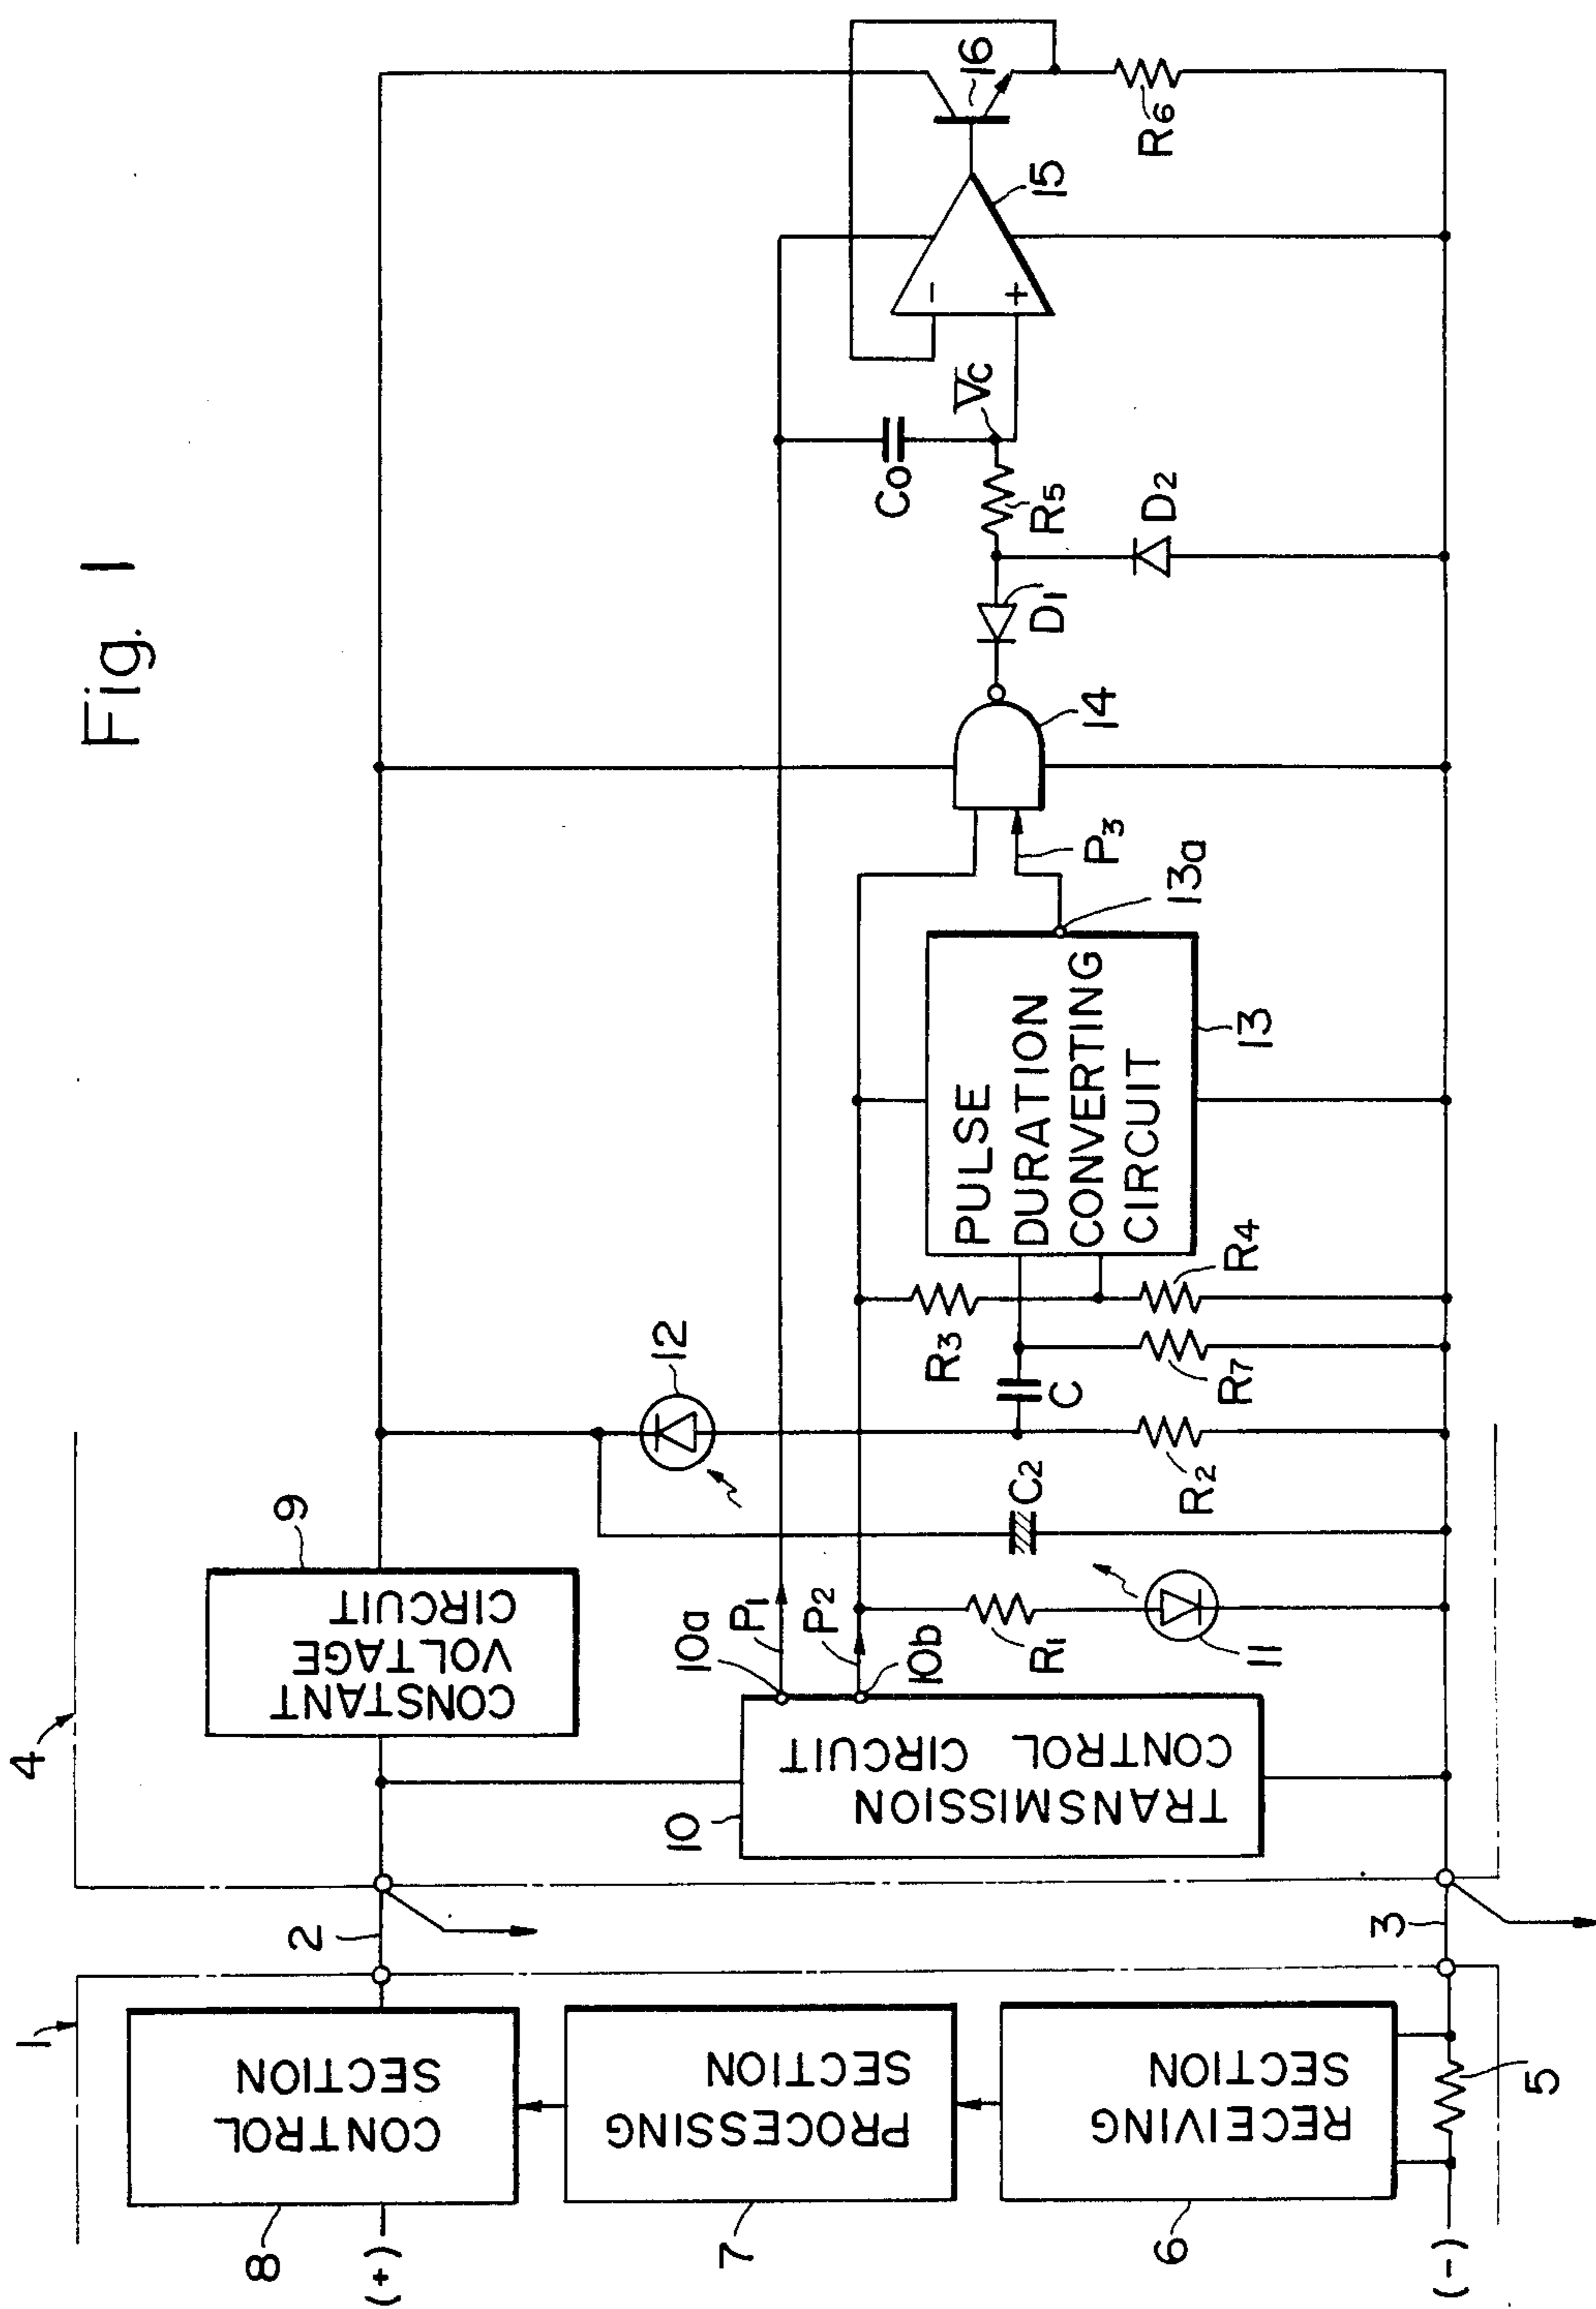 Fig. 1
1
8
CONTROL
SECTION
(+)
7
PROCESSING
SECTION
6
RECEIVING
SECTION
(-)
5
2
3
4
9
CONSTANT
VOLTAGE
CIRCUIT
10
TRANSMISSION
CONTROL CIRCUIT
10a
10b
P1
P2
R1
11
C2
12
R2
C
R7
R3
R4
PULSE
DURATION
CONVERTING
CIRCUIT
13
13a
P3
14
D1
D2
R5
C0
Vc
-
+
15
16
R6